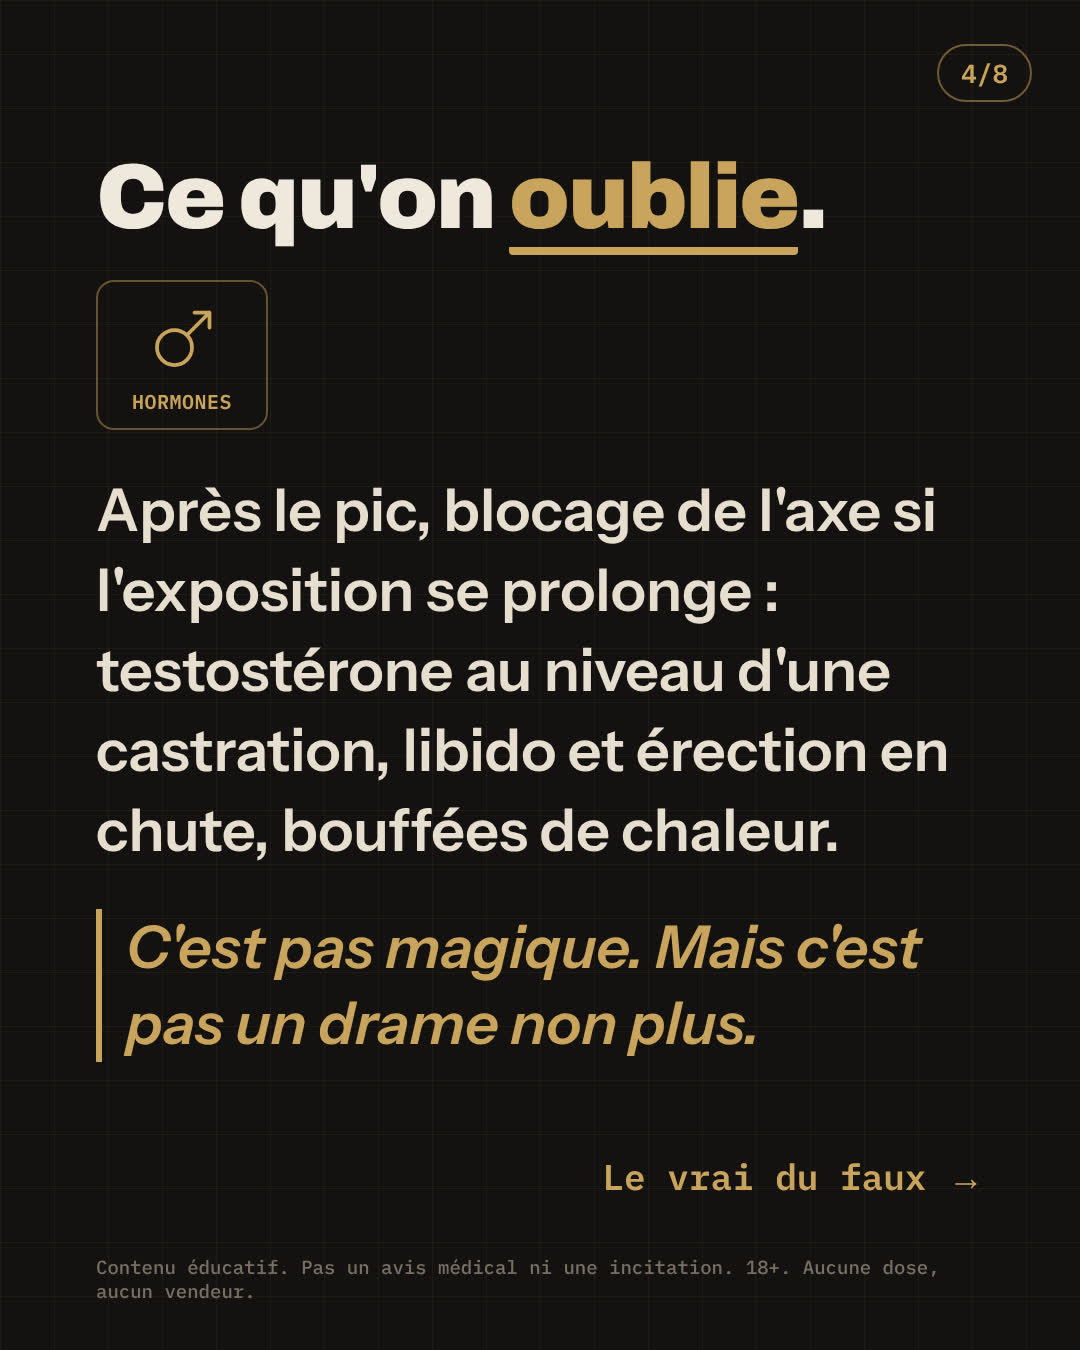 4/8
Ce qu'on oublie.
HORMONES
Après le pic, blocage de l'axe si
l'exposition se prolonge :
testostérone au niveau d'une
castration, libido et érection en
chute, bouffées de chaleur.
C'est pas magique. Mais c'est
pas un drame non plus.
Le vrai du faux →
Contenu éducatif. Pas un avis médical ni une incitation. 18+. Aucune dose,
aucun vendeur.